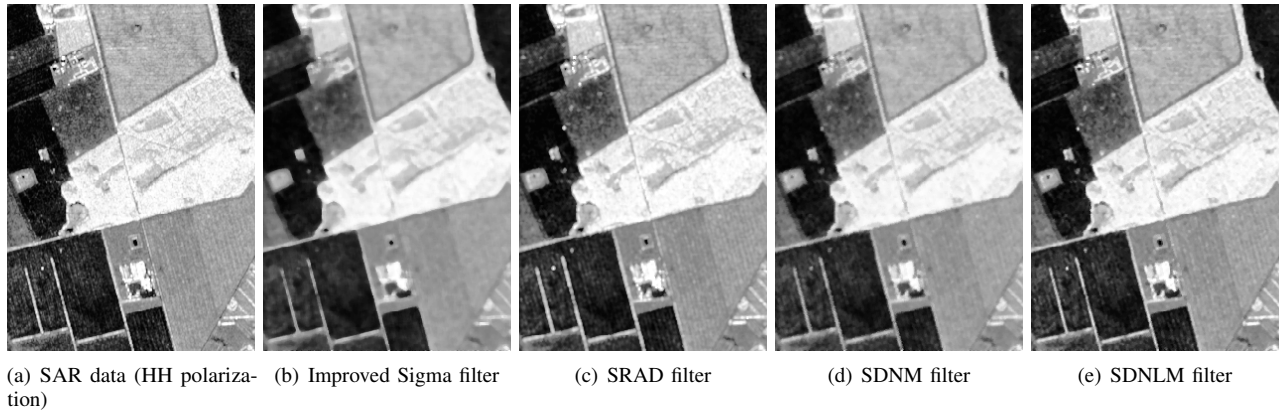 (a) SAR data (HH polariza-
tion)
(b) Improved Sigma filter
(c) SRAD filter
(d) SDNM filter
(e) SDNLM filter